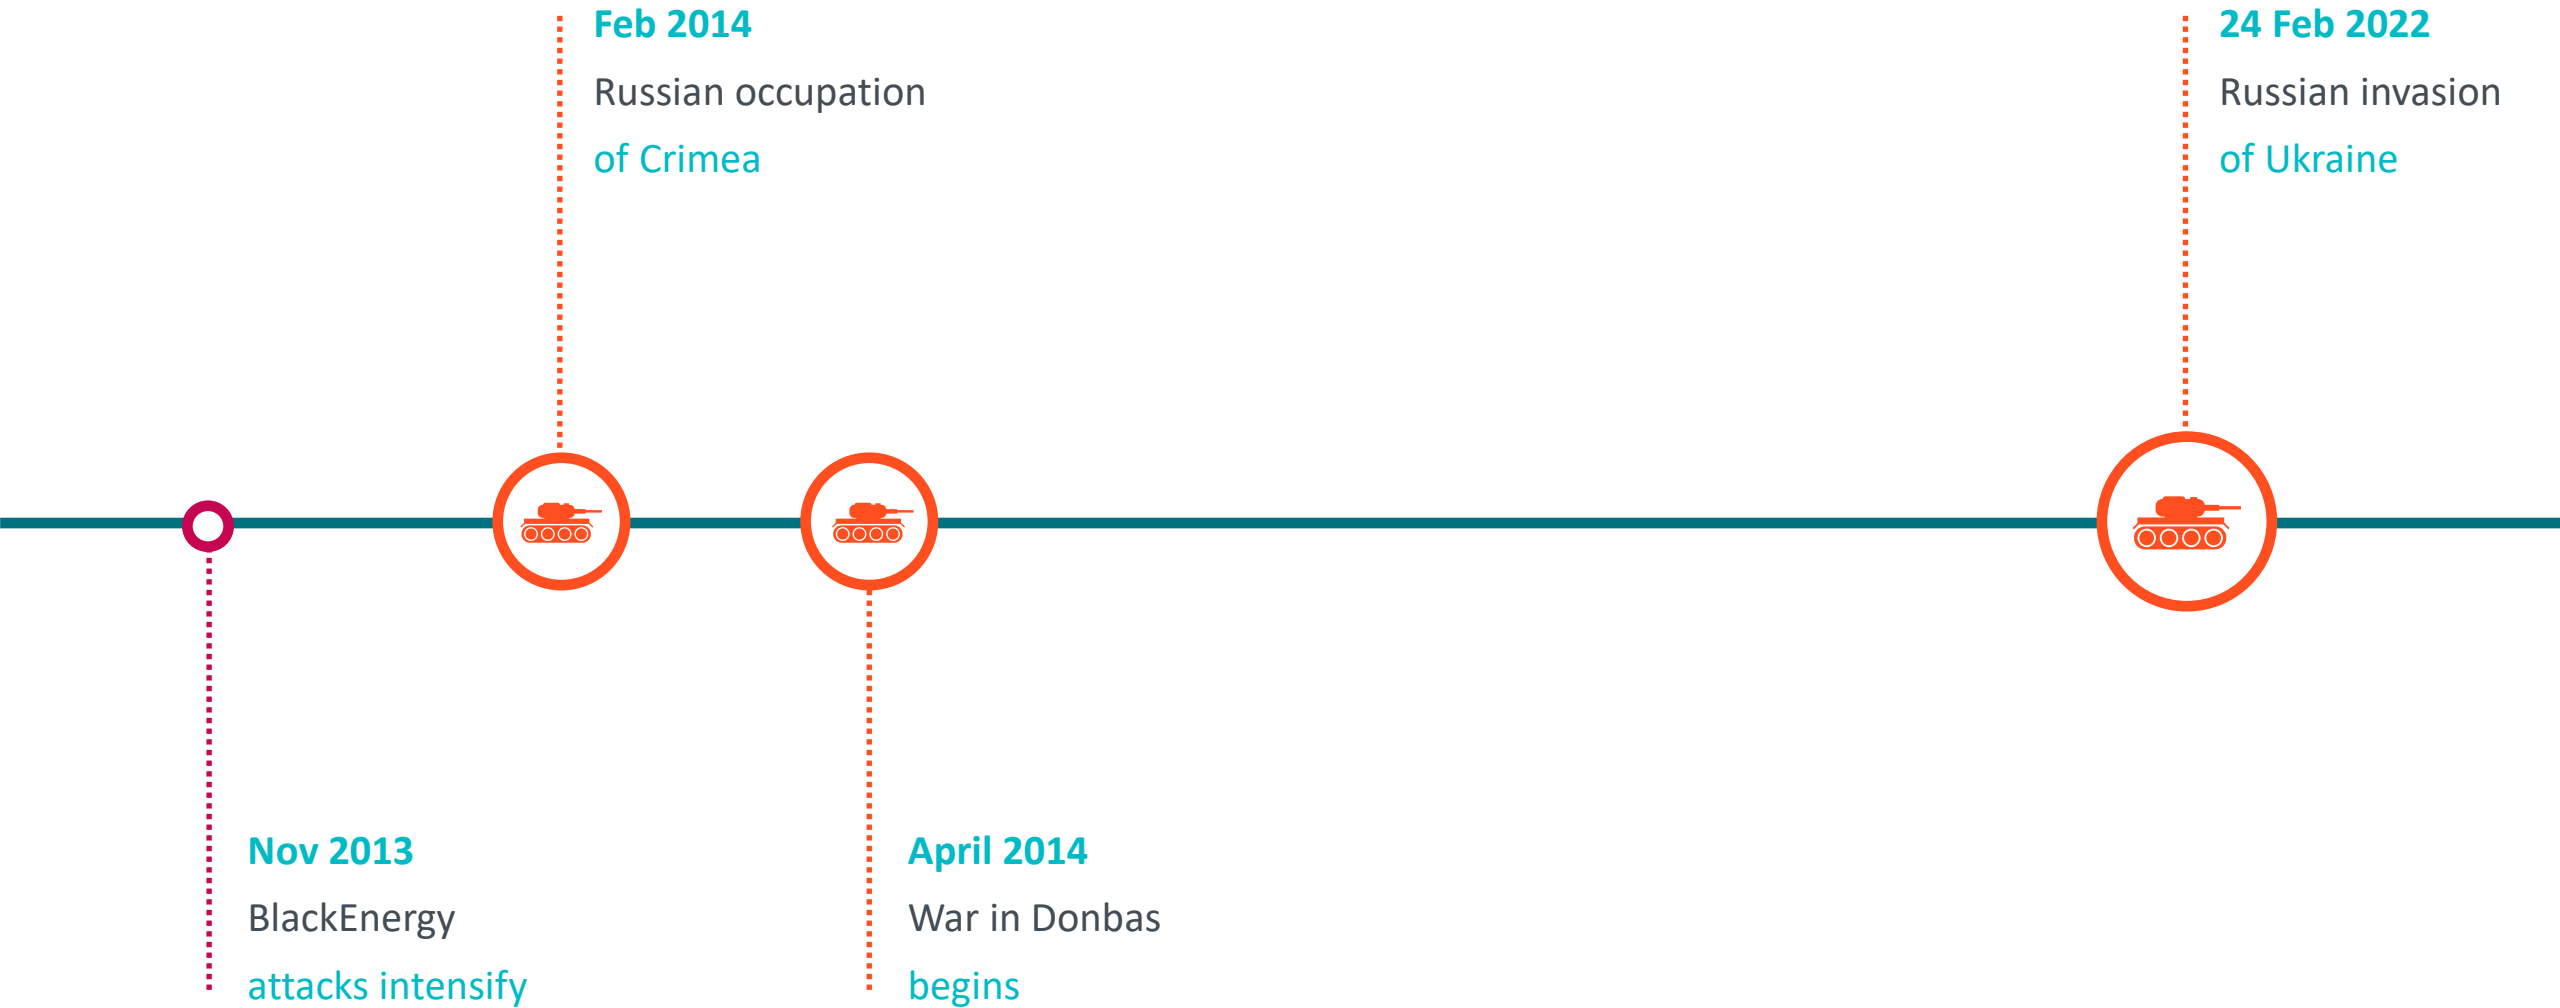 Feb 2014
Russian occupation
of Crimea
24 Feb 2022
Russian invasion
of Ukraine
Nov 2013
BlackEnergy
attacks intensify
April 2014
War in Donbas
begins